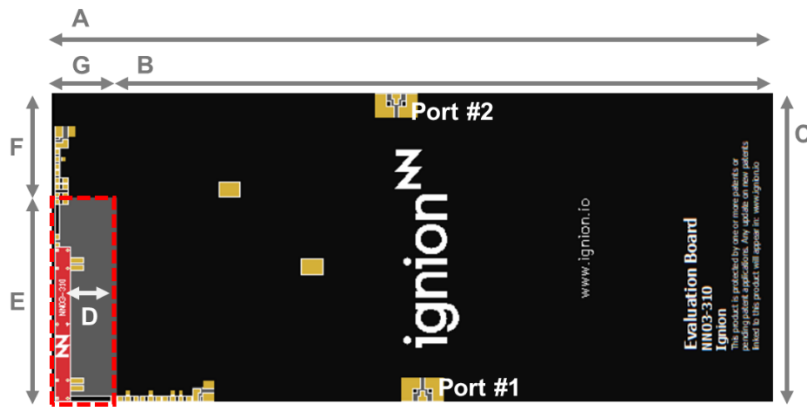 A
G
B
F
Port #2
C
ignion
www.ignion.io
Evaluation Board
NN03-310
Ignion
This product is protected by one or more patents or
pending patent applications. Any update on new patents
linked to this product will appear in: www.ignion.io
NN03-310
E
D
Port #1